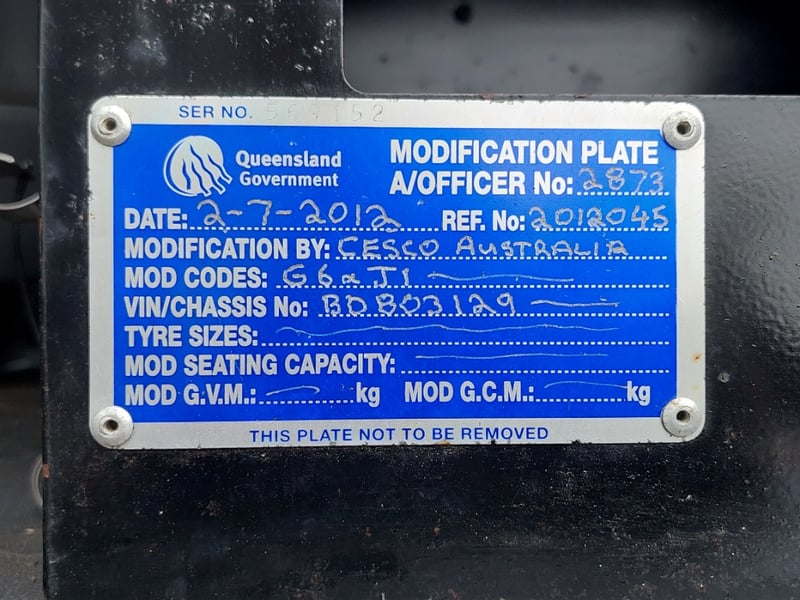 SER NO. 569152
Queensland Government
MODIFICATION PLATE
A/OFFICER No: 2873
DATE: 2-7-2012 REF. No: 2012045
MODIFICATION BY: CESCO AUSTRALIA
MOD CODES: G6 & J1
VIN/CHASSIS No: BDB03129
TYRE SIZES:
MOD SEATING CAPACITY:
MOD G.V.M.: kg MOD G.C.M.: kg
THIS PLATE NOT TO BE REMOVED